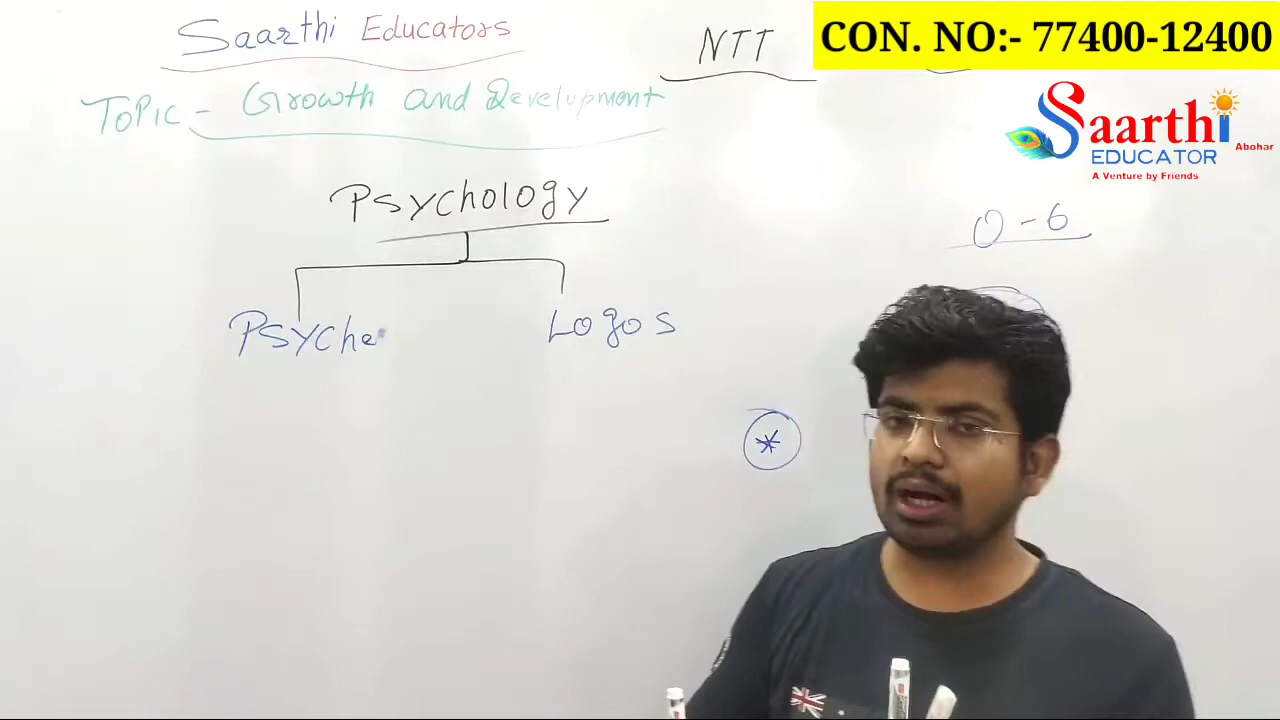 Saarthi Educators
NTT
CON. NO:- 77400-12400
TOPIC - Growth and Development
Saarthi
EDUCATOR
Abohar
A Venture by Friends
Psychology
0-6
Psyche
Logos
*